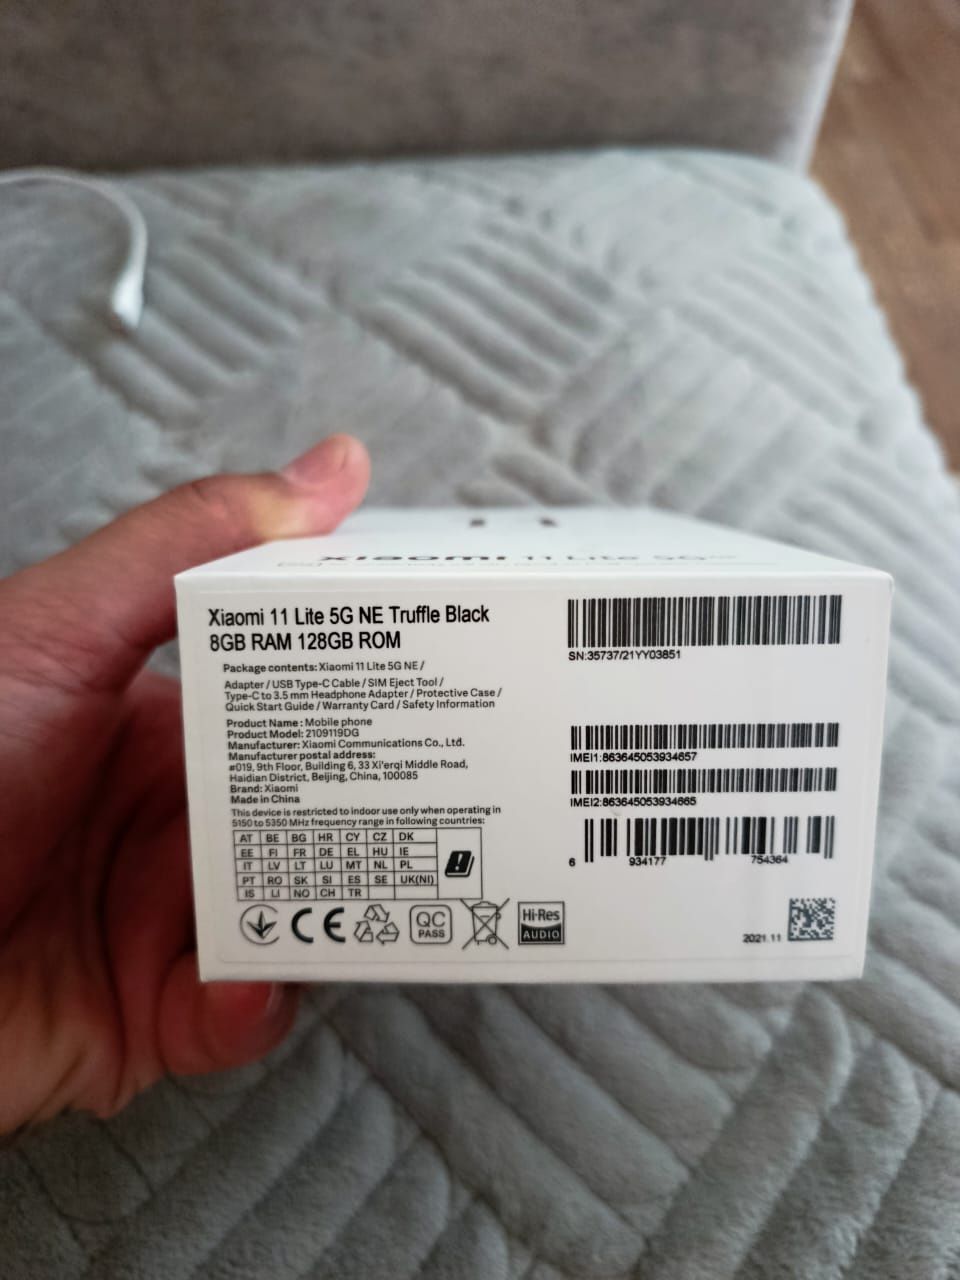 xiaomi 11 Lite 5G NE
Xiaomi 11 Lite 5G NE Truffle Black
8GB RAM 128GB ROM
Package contents: Xiaomi 11 Lite 5G NE /
Adapter / USB Type-C Cable / SIM Eject Tool /
Type-C to 3.5 mm Headphone Adapter / Protective Case /
Quick Start Guide / Warranty Card / Safety Information
Product Name : Mobile phone
Product Model: 2109119DG
Manufacturer: Xiaomi Communications Co., Ltd.
Manufacturer postal address:
#019, 9th Floor, Building 6, 33 Xi'erqi Middle Road,
Haidian District, Beijing, China, 100085
Brand: Xiaomi
Made in China
This device is restricted to indoor use only when operating in
5150 to 5350 MHz frequency range in following countries:
AT BE BG HR CY CZ DK
EE FI FR DE EL HU IE
IT LV LT LU MT NL PL
PT RO SK SI ES SE UK(NI)
IS LI NO CH TR
CE
QC
PASS
Hi-Res
AUDIO
SN:35737/21YY03851
IMEI1:863645053934657
IMEI2:863645053934665
6 934177 754364
2021.11